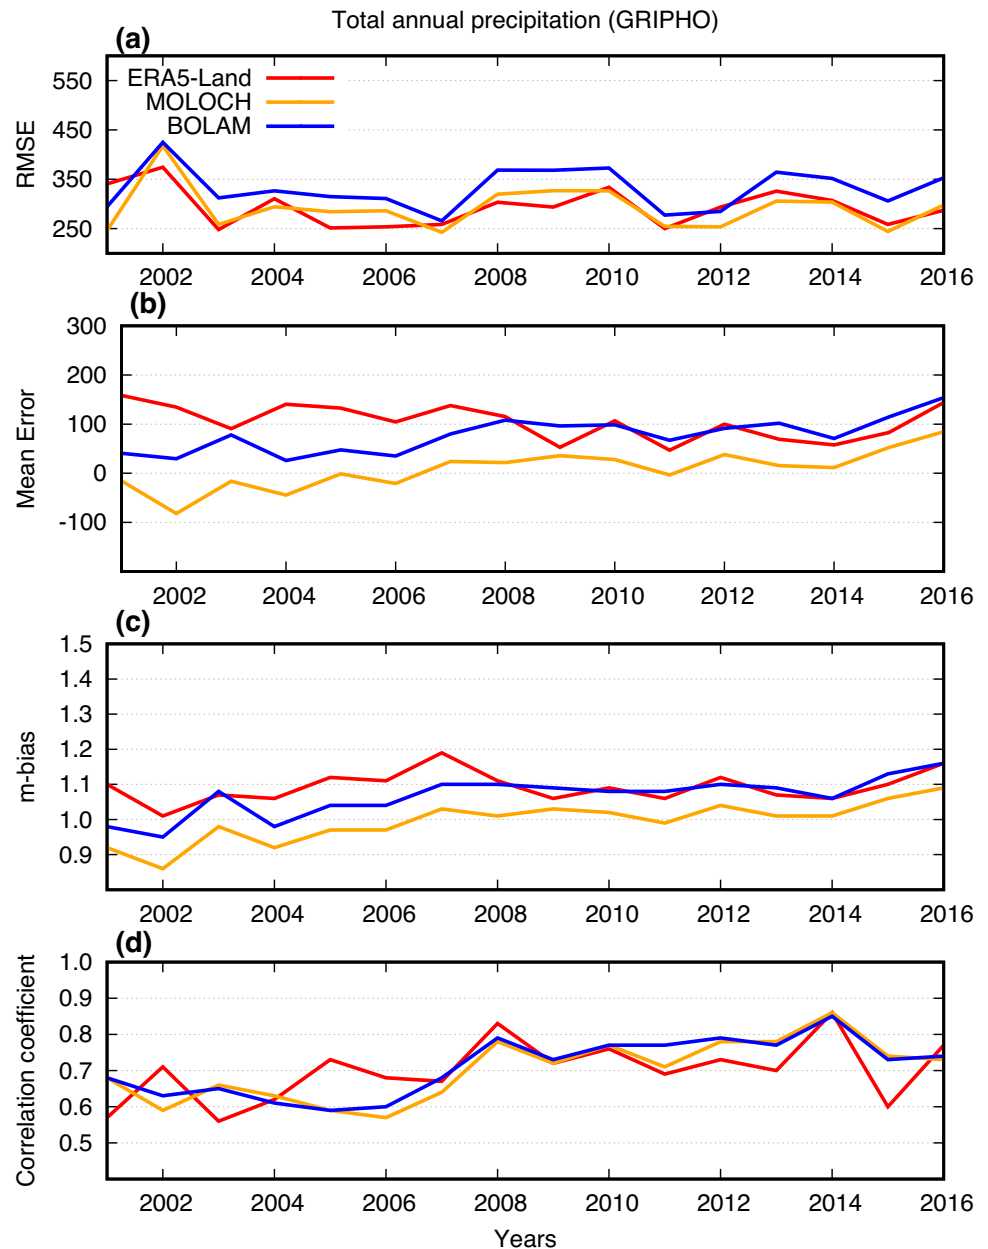 Total annual precipitation (GRIPHO)
(a)
RMSE
550
450
350
250
ERA5-Land
MOLOCH
BOLAM
2002 2004 2006 2008 2010 2012 2014 2016
(b)
Mean Error
300
200
100
0
-100
2002 2004 2006 2008 2010 2012 2014 2016
(c)
m-bias
1.5
1.4
1.3
1.2
1.1
1.0
0.9
2002 2004 2006 2008 2010 2012 2014 2016
(d)
Correlation coefficient
1.0
0.9
0.8
0.7
0.6
0.5
2002 2004 2006 2008 2010 2012 2014 2016
Years